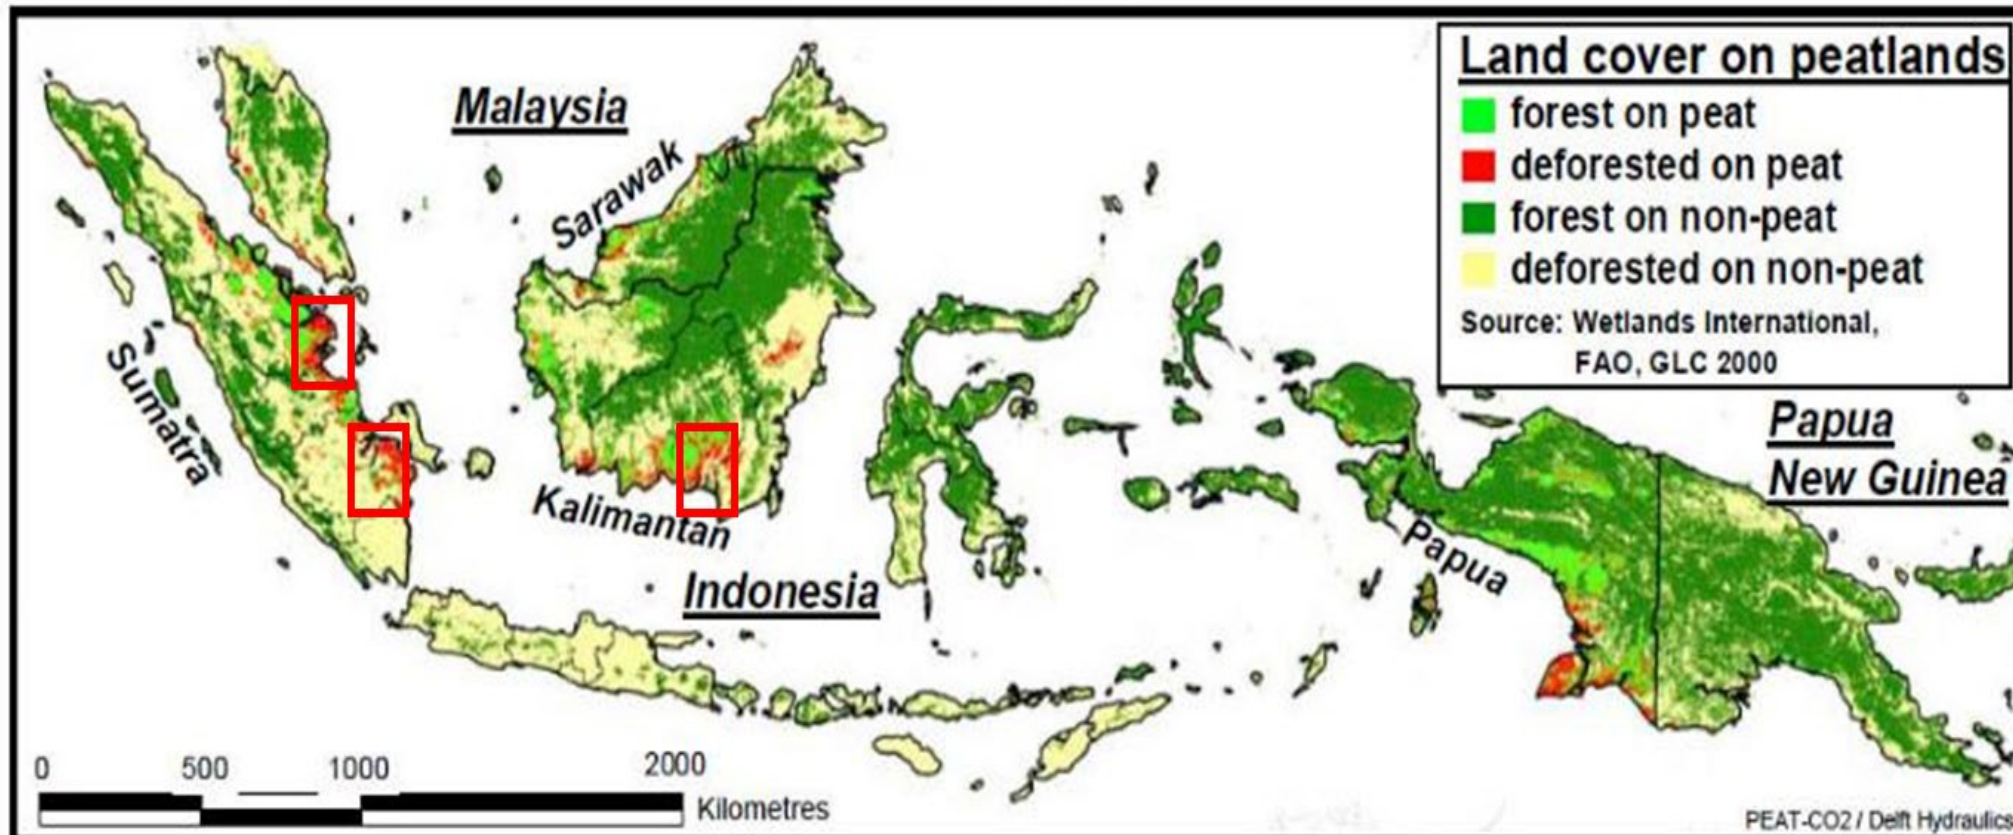 Malaysia
Sarawak
Sumatra
Kalimantan
Indonesia
Papua
Papua
New Guinea
Land cover on peatlands
forest on peat
deforested on peat
forest on non-peat
deforested on non-peat
Source: Wetlands International,
FAO, GLC 2000
0 500 1000 2000
Kilometres
PEAT-CO2 / Delft Hydraulics